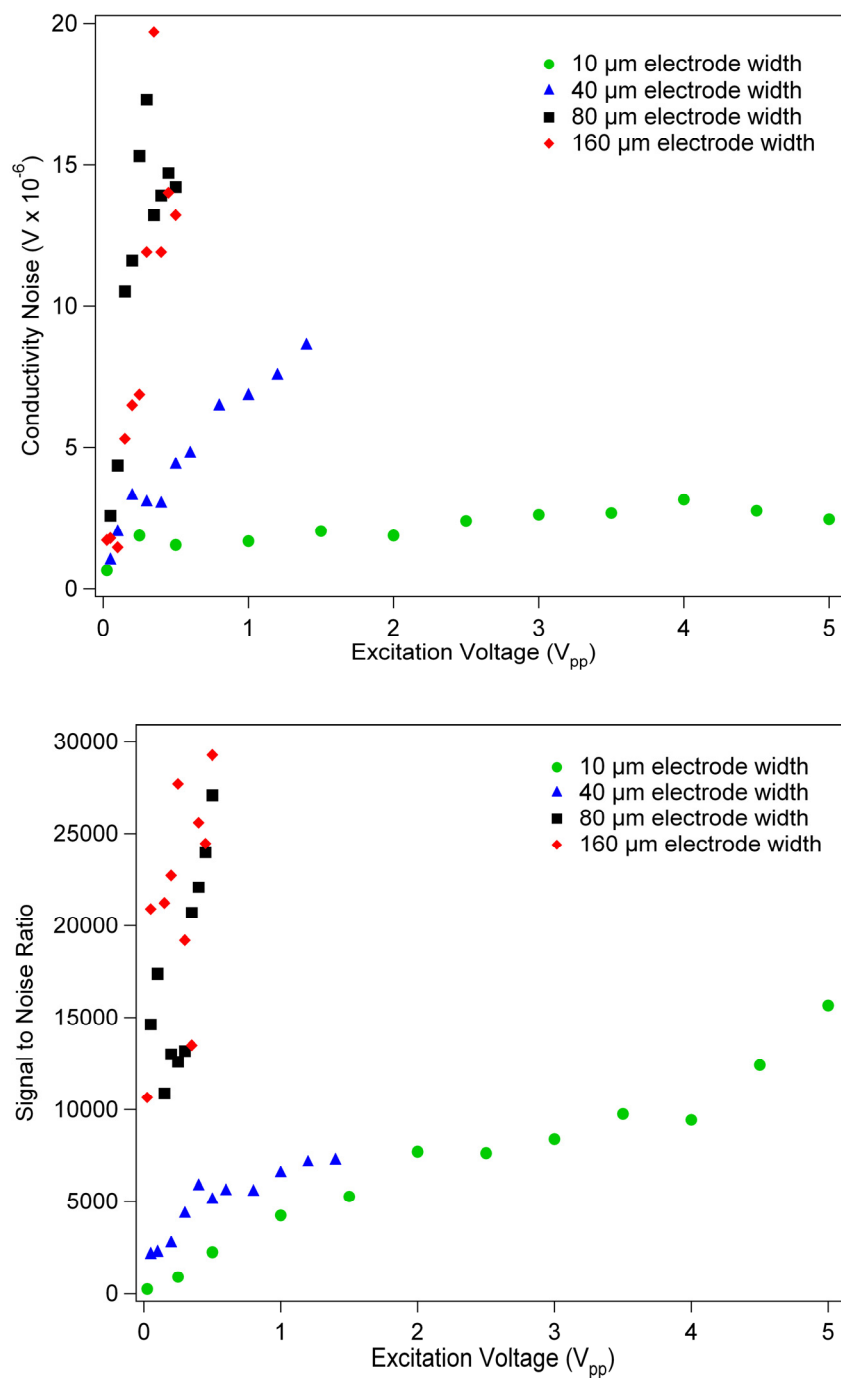 20
15
10
5
0
Conductivity Noise (V x 10⁻⁶)
10 µm electrode width
40 µm electrode width
80 µm electrode width
160 µm electrode width
0 1 2 3 4 5
Excitation Voltage (Vpp)
30000
25000
20000
15000
10000
5000
0
Signal to Noise Ratio
10 µm electrode width
40 µm electrode width
80 µm electrode width
160 µm electrode width
0 1 2 3 4 5
Excitation Voltage (Vpp)